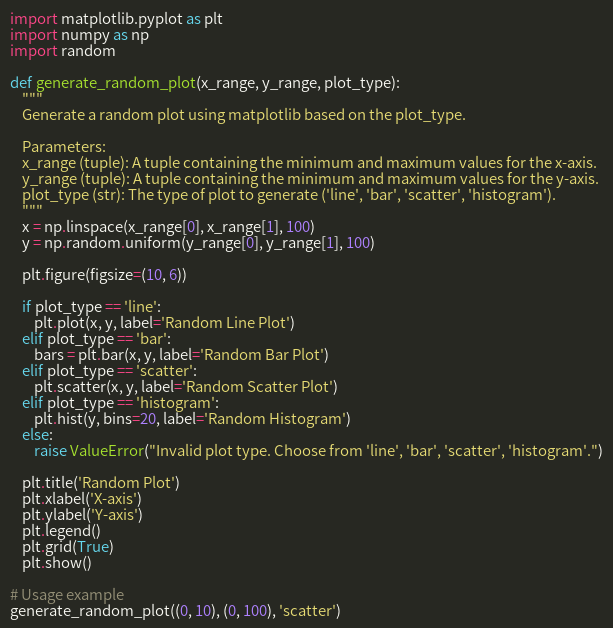 import matplotlib.pyplot as plt
import numpy as np
import random

def generate_random_plot(x_range, y_range, plot_type):
    """
    Generate a random plot using matplotlib based on the plot_type.

    Parameters:
    x_range (tuple): A tuple containing the minimum and maximum values for the x-axis.
    y_range (tuple): A tuple containing the minimum and maximum values for the y-axis.
    plot_type (str): The type of plot to generate ('line', 'bar', 'scatter', 'histogram').
    """
    x = np.linspace(x_range[0], x_range[1], 100)
    y = np.random.uniform(y_range[0], y_range[1], 100)

    plt.figure(figsize=(10, 6))

    if plot_type == 'line':
        plt.plot(x, y, label='Random Line Plot')
    elif plot_type == 'bar':
        bars = plt.bar(x, y, label='Random Bar Plot')
    elif plot_type == 'scatter':
        plt.scatter(x, y, label='Random Scatter Plot')
    elif plot_type == 'histogram':
        plt.hist(y, bins=20, label='Random Histogram')
    else:
        raise ValueError("Invalid plot type. Choose from 'line', 'bar', 'scatter', 'histogram'.")

    plt.title('Random Plot')
    plt.xlabel('X-axis')
    plt.ylabel('Y-axis')
    plt.legend()
    plt.grid(True)
    plt.show()

# Usage example
generate_random_plot((0, 10), (0, 100), 'scatter')